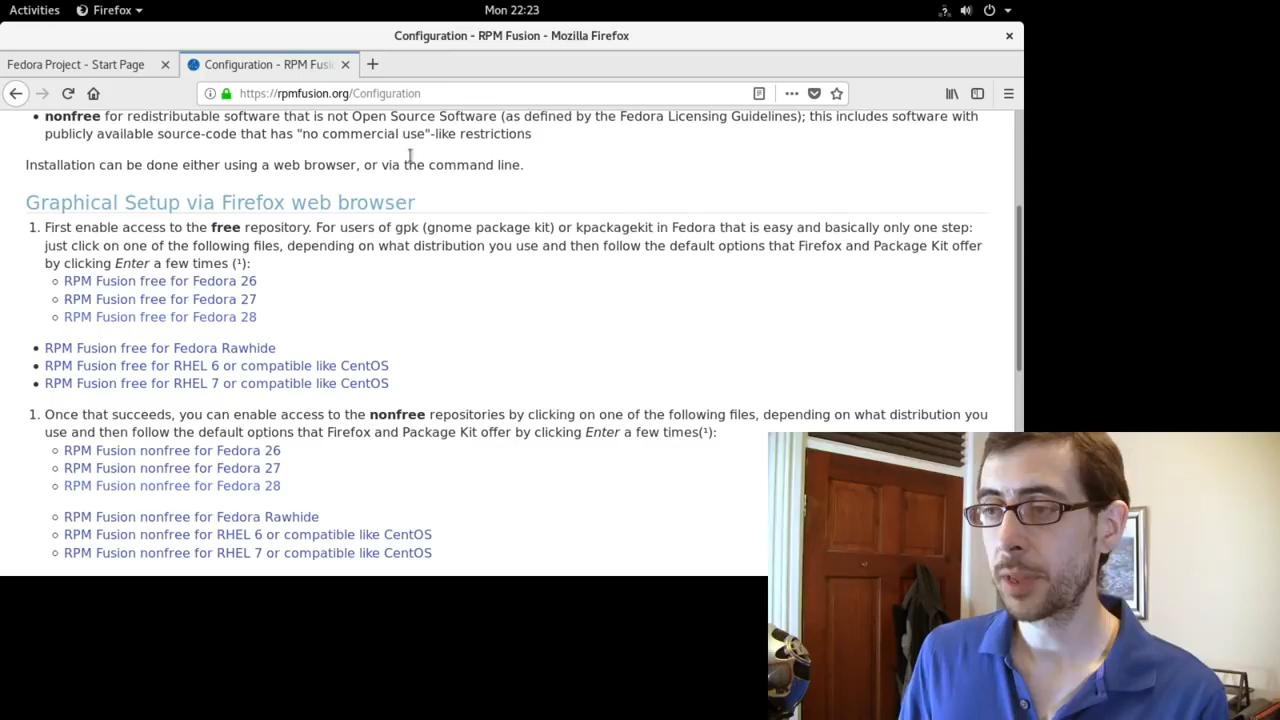 Activities Firefox Mon 22:23
Configuration - RPM Fusion - Mozilla Firefox
Fedora Project - Start Page Configuration - RPM Fusi
https://rpmfusion.org/Configuration
nonfree for redistributable software that is not Open Source Software (as defined by the Fedora Licensing Guidelines); this includes software with
publicly available source-code that has "no commercial use"-like restrictions
Installation can be done either using a web browser, or via the command line.
Graphical Setup via Firefox web browser
1. First enable access to the free repository. For users of gpk (gnome package kit) or kpackagekit in Fedora that is easy and basically only one step:
just click on one of the following files, depending on what distribution you use and then follow the default options that Firefox and Package Kit offer
by clicking Enter a few times (¹):
RPM Fusion free for Fedora 26
RPM Fusion free for Fedora 27
RPM Fusion free for Fedora 28
RPM Fusion free for Fedora Rawhide
RPM Fusion free for RHEL 6 or compatible like CentOS
RPM Fusion free for RHEL 7 or compatible like CentOS
1. Once that succeeds, you can enable access to the nonfree repositories by clicking on one of the following files, depending on what distribution you
use and then follow the default options that Firefox and Package Kit offer by clicking Enter a few times(¹):
RPM Fusion nonfree for Fedora 26
RPM Fusion nonfree for Fedora 27
RPM Fusion nonfree for Fedora 28
RPM Fusion nonfree for Fedora Rawhide
RPM Fusion nonfree for RHEL 6 or compatible like CentOS
RPM Fusion nonfree for RHEL 7 or compatible like CentOS